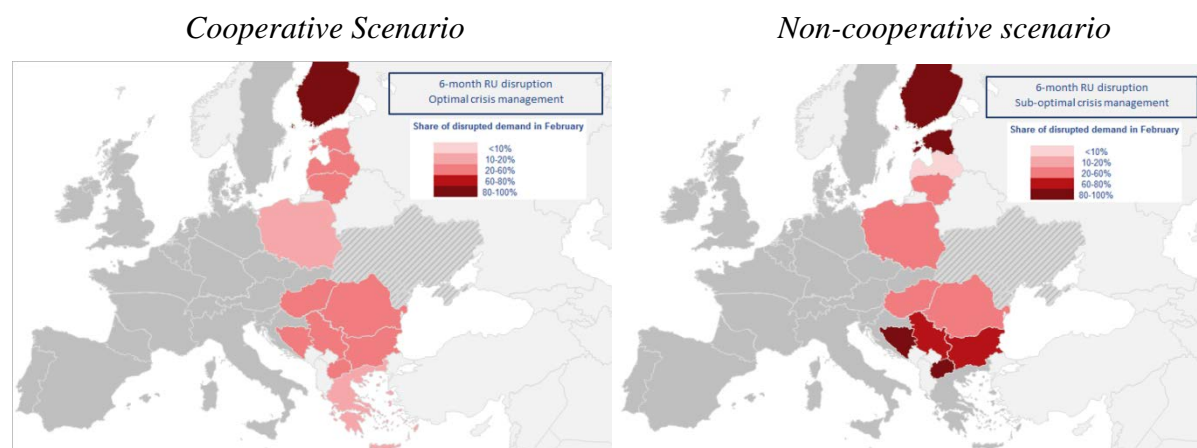 Cooperative Scenario
6-month RU disruption
Optimal crisis management
Share of disrupted demand in February
<10%
10-20%
20-60%
60-80%
80-100%
Non-cooperative scenario
6-month RU disruption
Sub-optimal crisis management
Share of disrupted demand in February
<10%
10-20%
20-60%
60-80%
80-100%